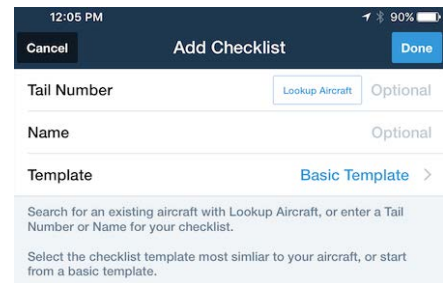 12:05 PM 90%
Cancel Add Checklist Done
Tail Number Lookup Aircraft Optional
Name Optional
Template Basic Template >
Search for an existing aircraft with Lookup Aircraft, or enter a Tail
Number or Name for your checklist.
Select the checklist template most simliar to your aircraft, or start
from a basic template.